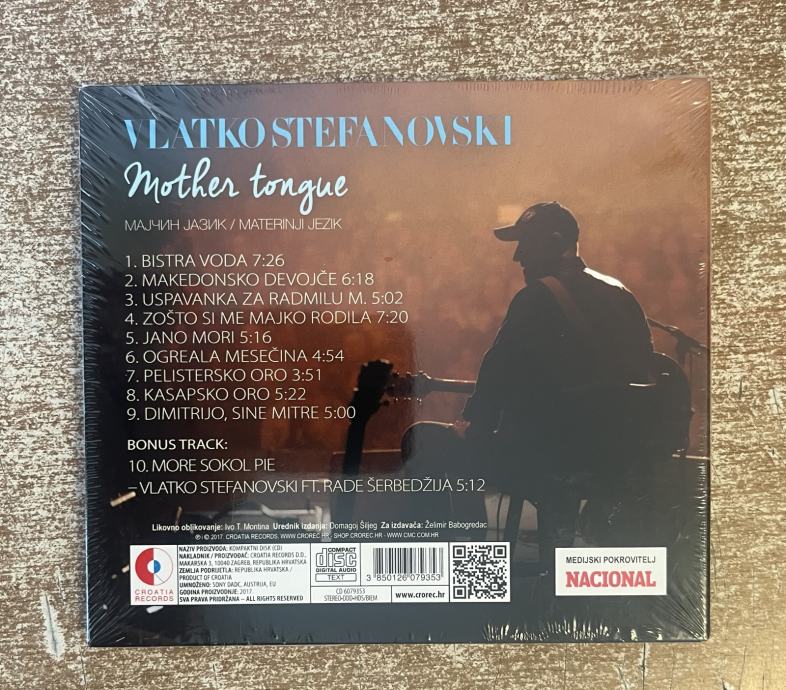 VLATKO STEFANOVSKI
Mother tongue
МАЈЧИН ЈАЗИК / MATERINJI JEZIK
1. BISTRA VODA 7:26
2. MAKEDONSKO DEVOJČE 6:18
3. USPAVANKA ZA RADMILU M. 5:02
4. ZOŠTO SI ME MAJKO RODILA 7:20
5. JANO MORI 5:16
6. OGREALA MESEČINA 4:54
7. PELISTERSKO ORO 3:51
8. KASAPSKO ORO 5:22
9. DIMITRIJO, SINE MITRE 5:00
BONUS TRACK:
10. MORE SOKOL PIE
–VLATKO STEFANOVSKI FT. RADE ŠERBEDŽIJA 5:12
Likovno oblikovanje: Ivo T. Montina Urednik izdanja: Domagoj Šiljeg Za izdavača: Želimir Babogredac
℗ i © 2017. CROATIA RECORDS, WWW.CROREC.HR - SHOP.CROREC.HR - WWW.CMC.COM.HR
CROATIA RECORDS
NAZIV PROIZVODA: KOMPAKTNI DISK (CD)
NAKLADNIK / PROIZVOĐAČ: CROATIA RECORDS D.D.,
MAKARSKA 3, 10040 ZAGREB, REPUBLIKA HRVATSKA
ZEMLJA PODRIJETLA: REPUBLIKA HRVATSKA /
PRODUCT OF CROATIA
UMNOŽENO: SONY DADC, AUSTRIJA, EU
GODINA PROIZVODNJE: 2017.
SVA PRAVA PRIDRŽANA – ALL RIGHTS RESERVED
COMPACT
disc
DIGITAL AUDIO
TEXT
CD 6079353
STEREO-DDD-HDS/BIEM
3 850126 079353
www.crorec.hr
MEDIJSKI POKROVITELJ
NACIONAL